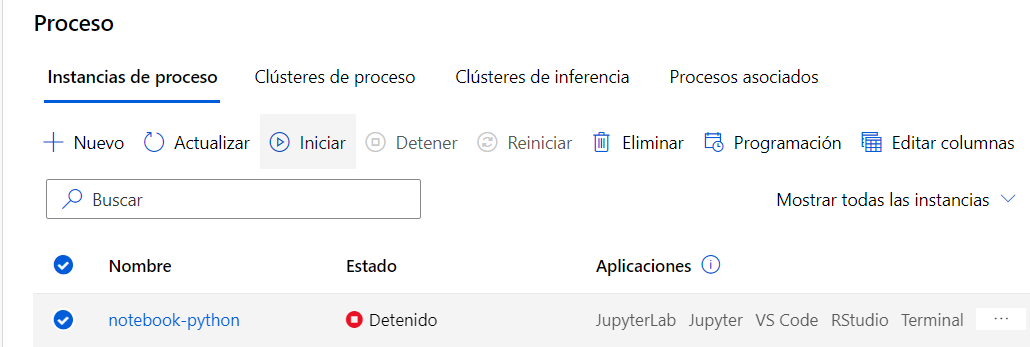 Proceso
Instancias de proceso Clústeres de proceso Clústeres de inferencia Procesos asociados
Nuevo Actualizar Iniciar Detener Reiniciar Eliminar Programación Editar columnas
Buscar Mostrar todas las instancias
Nombre Estado Aplicaciones
notebook-python Detenido JupyterLab Jupyter VS Code RStudio Terminal ...